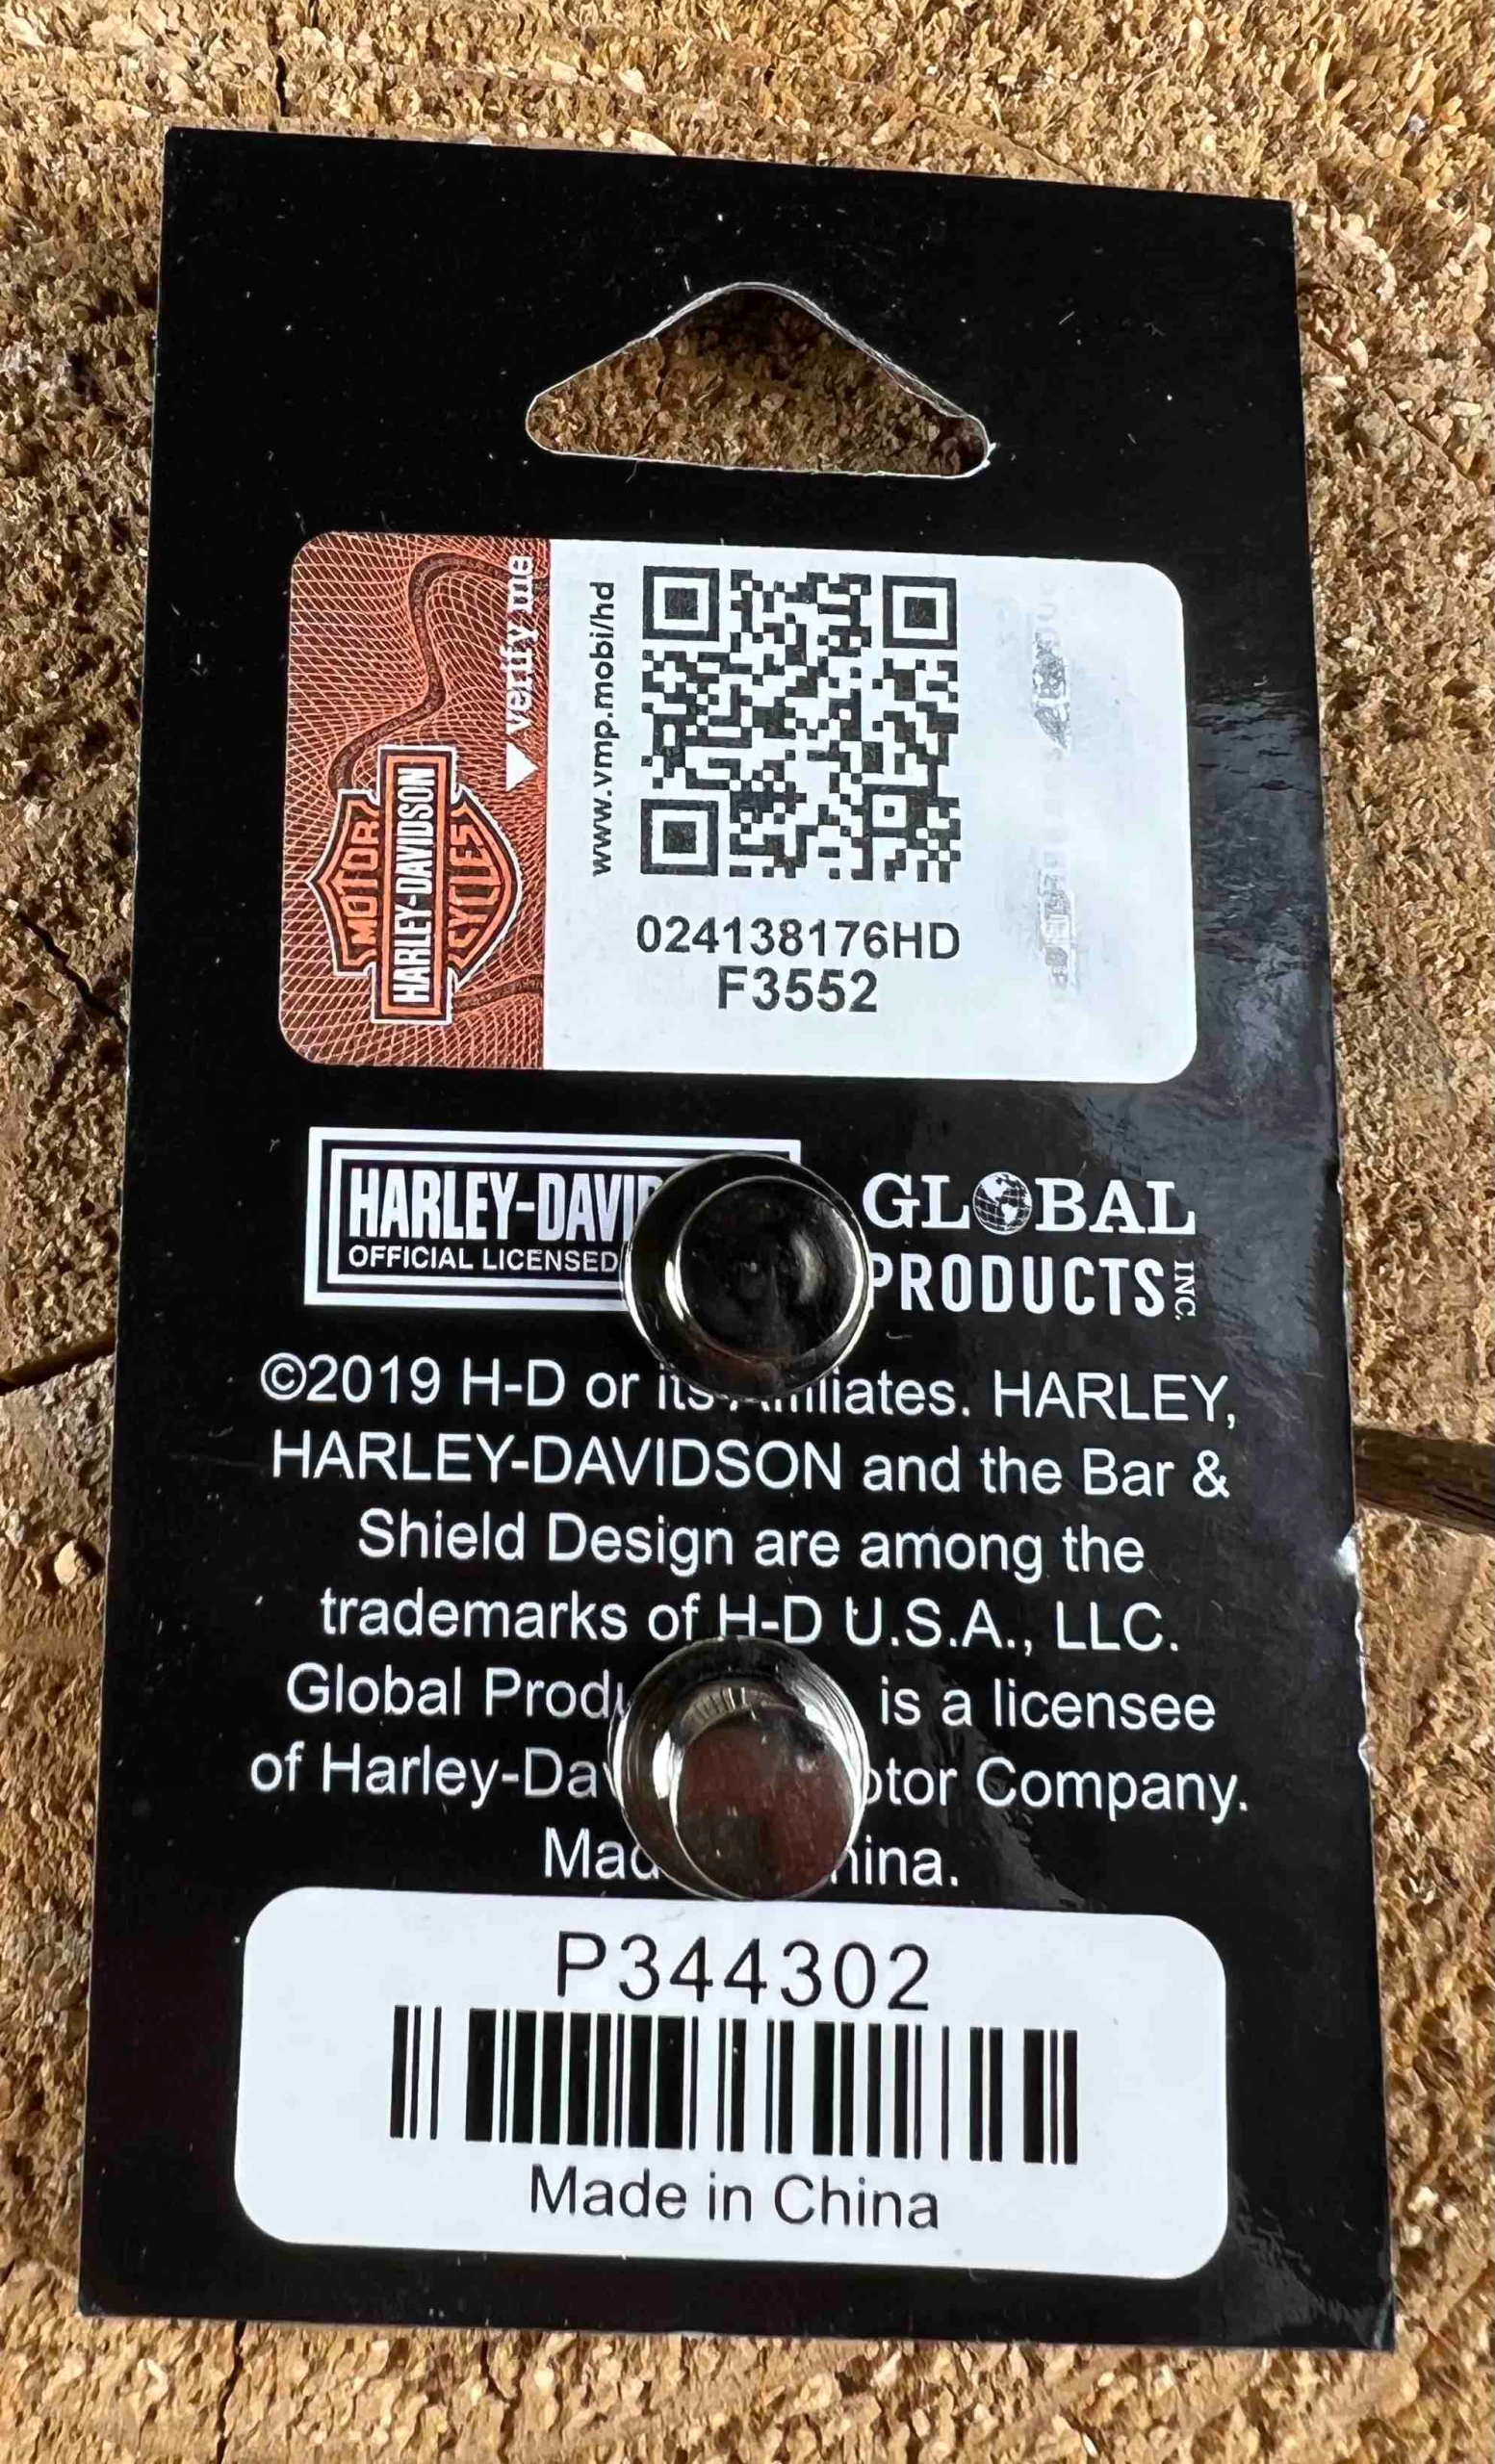 verify me
MOTOR
HARLEY-DAVIDSON
CYCLES
www.vmp.mobi/hd
024138176HD
F3552
HARLEY-DAVI
OFFICIAL LICENSED
GLOBAL
PRODUCTS INC.
©2019 H-D or its iliates. HARLEY,
HARLEY-DAVIDSON and the Bar &
Shield Design are among the
trademarks of H-D U.S.A., LLC.
Global Produ is a licensee
of Harley-Dav otor Company.
Mad hina.
P344302
Made in China